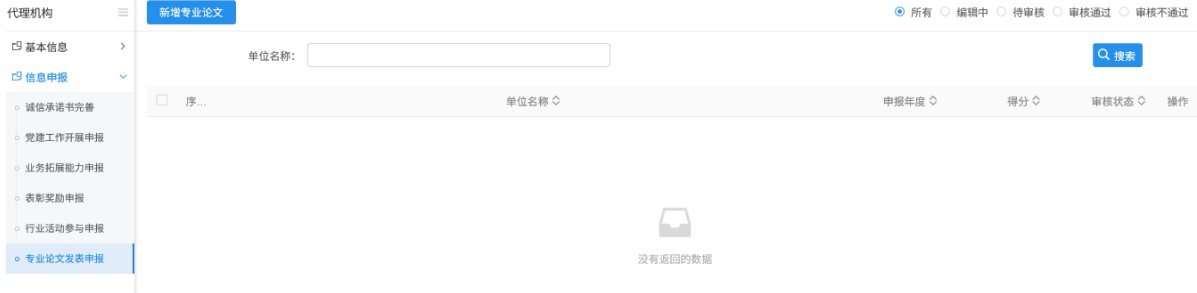 代理机构
基本信息
信息申报
诚信承诺书完善
党建工作开展申报
业务拓展能力申报
表彰奖励申报
行业活动参与申报
专业论文发表申报
新增专业论文
所有 编辑中 待审核 审核通过 审核不通过
单位名称：
搜索
序... 单位名称 申报年度 得分 审核状态 操作
没有返回的数据